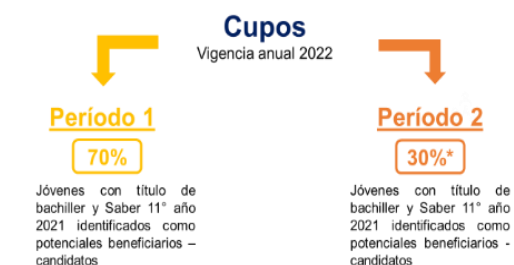 Cupos
Vigencia anual 2022
Período 1
70%
Jóvenes con título de
bachiller y Saber 11° año
2021 identificados como
potenciales beneficiarios –
candidatos
Período 2
30%*
Jóvenes con título de
bachiller y Saber 11° año
2021 identificados como
potenciales beneficiarios -
candidatos